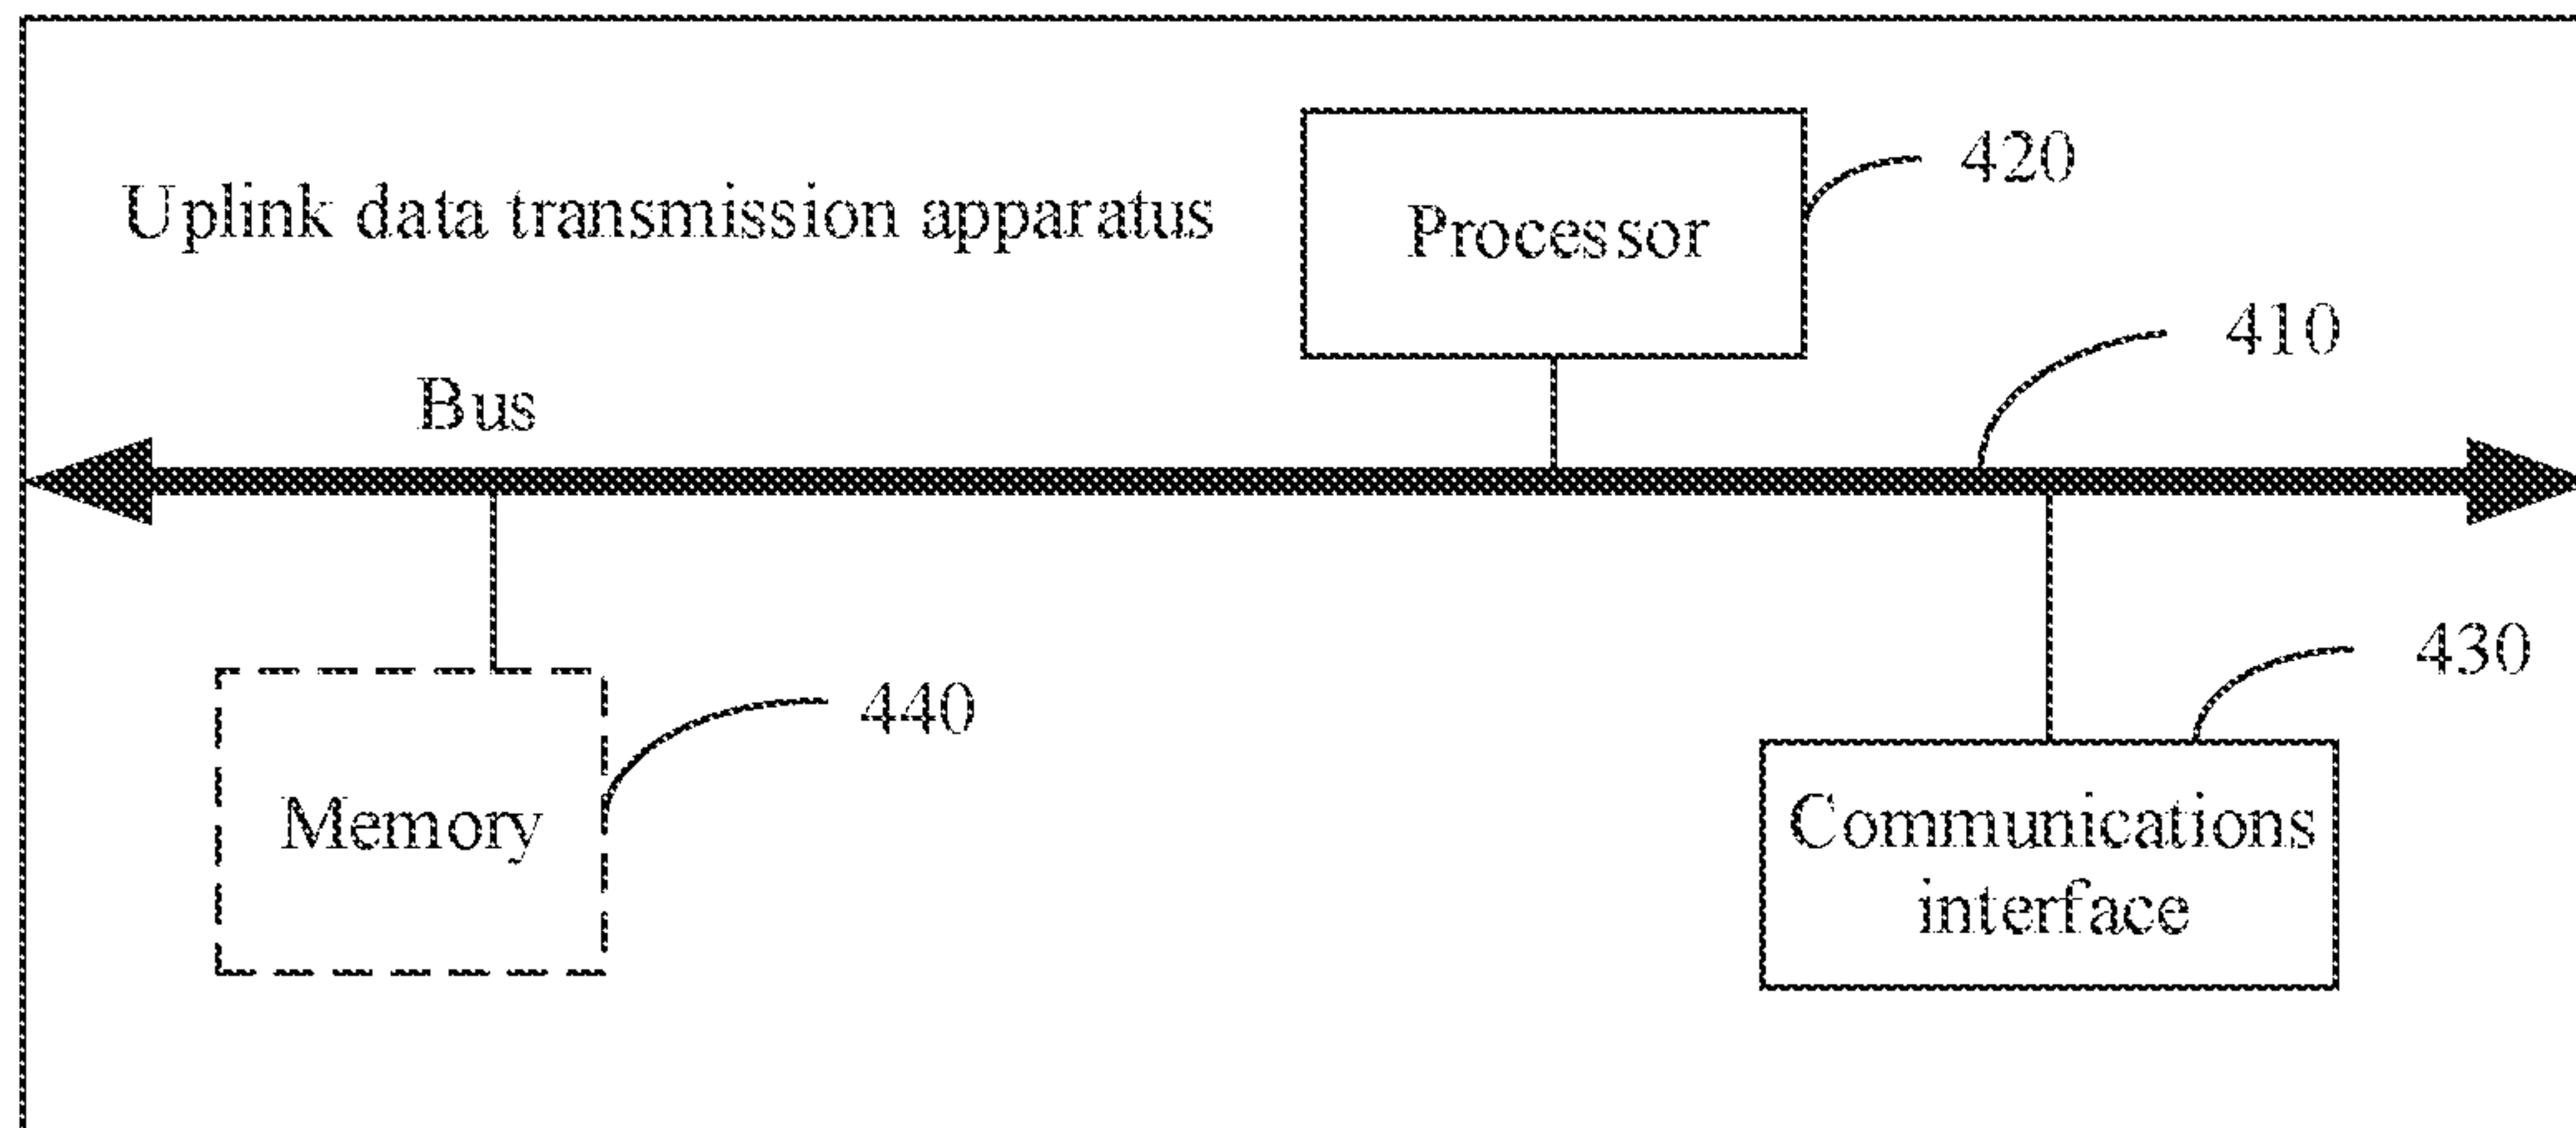 Uplink data transmission apparatus
Processor
420
410
Bus
440
Memory
430
Communications
interface